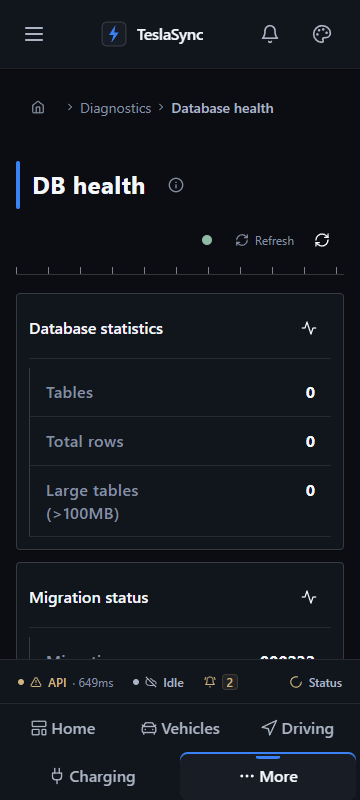 TeslaSync
Diagnostics
Database health
DB health
Refresh
Database statistics
Tables 0
Total rows 0
Large tables 0
(>100MB)
Migration status
API · 649ms
Idle
2
Status
Home
Vehicles
Driving
Charging
More